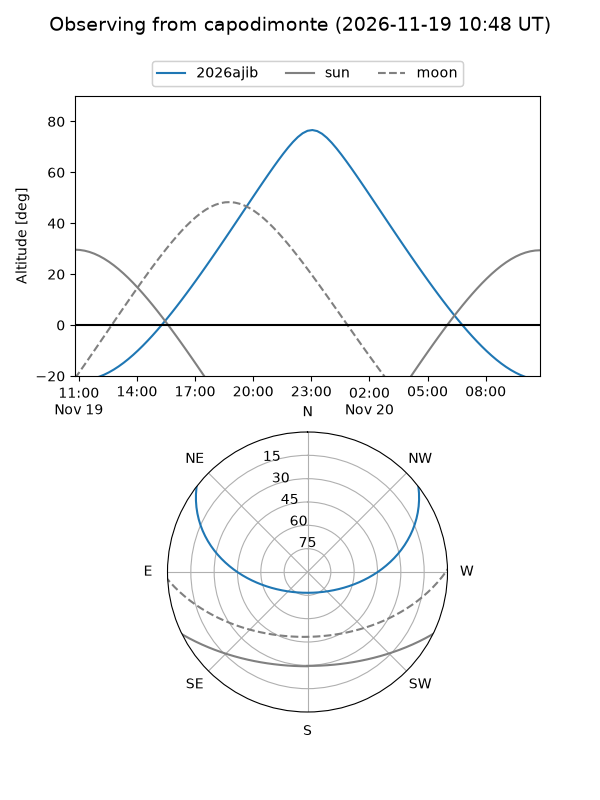 Observing from capodimonte (2026-11-19 10:48 UT)
2026ajib sun moon
Altitude [deg]
80
60
40
20
0
−20
11:00 14:00 17:00 20:00 23:00 02:00 05:00 08:00
Nov 19 Nov 20
N
NE NW
15
30
45
60
75
E W
SE SW
S